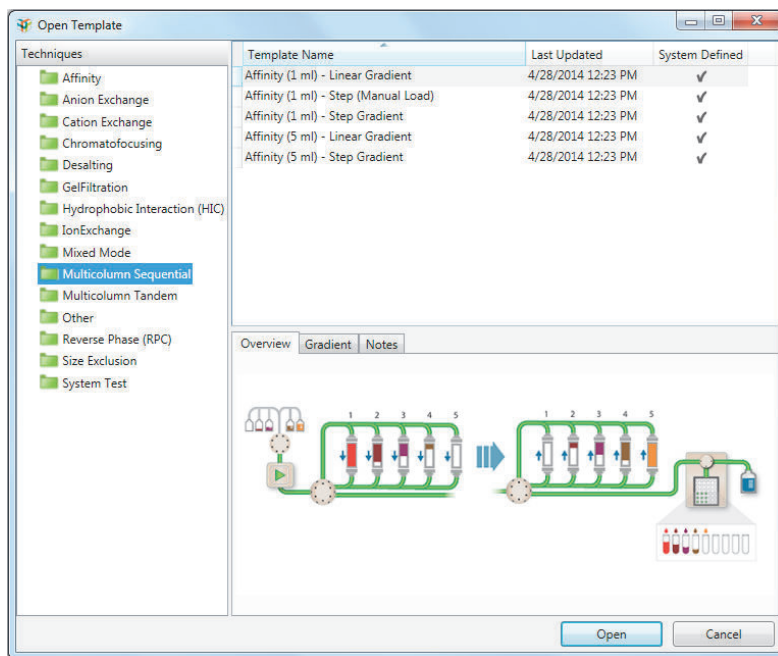 Open Template
Techniques
Affinity
Anion Exchange
Cation Exchange
Chromatofocusing
Desalting
GelFiltration
Hydrophobic Interaction (HIC)
IonExchange
Mixed Mode
Multicolumn Sequential
Multicolumn Tandem
Other
Reverse Phase (RPC)
Size Exclusion
System Test
Template Name Last Updated System Defined
Affinity (1 ml) - Linear Gradient 4/28/2014 12:23 PM ✓
Affinity (1 ml) - Step (Manual Load) 4/28/2014 12:23 PM ✓
Affinity (1 ml) - Step Gradient 4/28/2014 12:23 PM ✓
Affinity (5 ml) - Linear Gradient 4/28/2014 12:23 PM ✓
Affinity (5 ml) - Step Gradient 4/28/2014 12:23 PM ✓
Overview Gradient Notes
1 2 3 4 5
1 2 3 4 5
Open Cancel